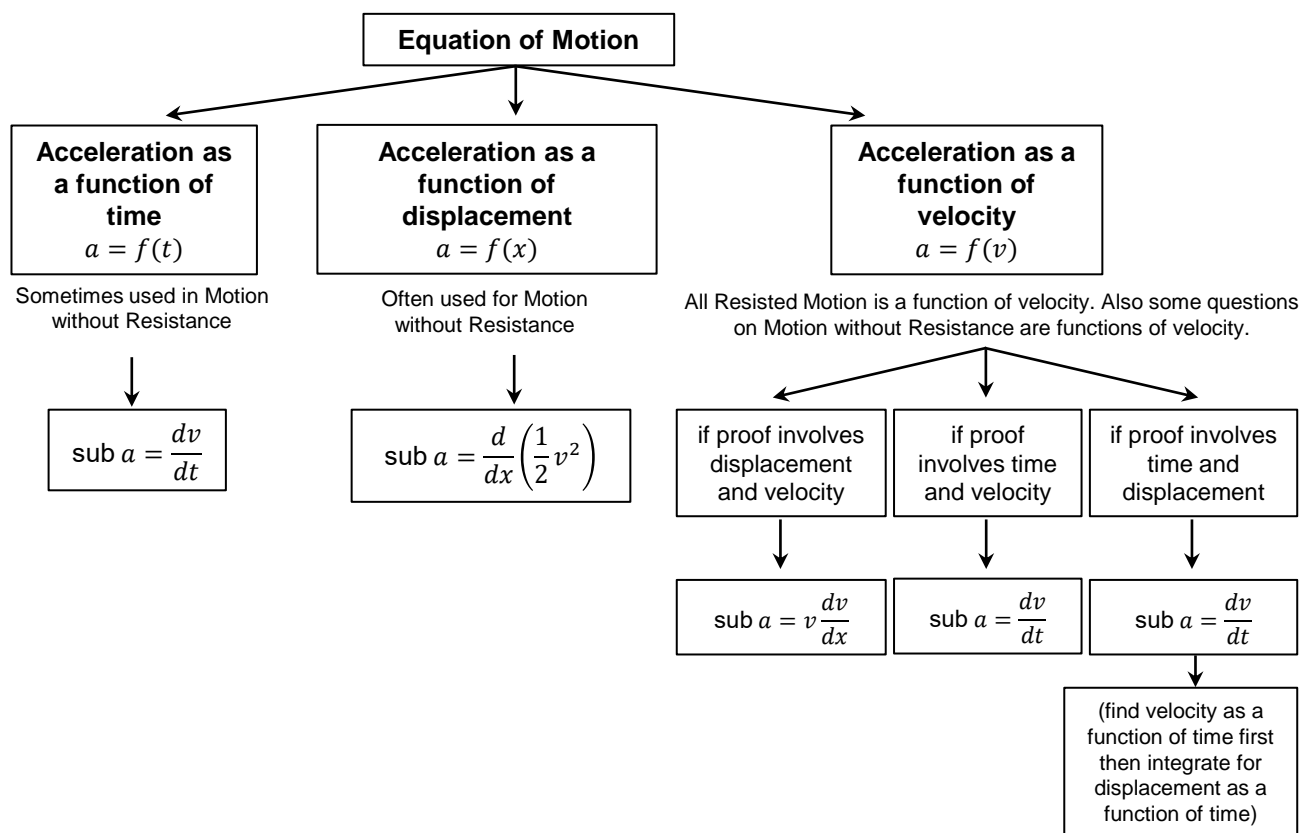 Equation of Motion
Acceleration as
a function of
time
a = f(t)
Sometimes used in Motion
without Resistance
sub a = dv/dt
Acceleration as a
function of
displacement
a = f(x)
Often used for Motion
without Resistance
sub a = d/dx (1/2 v²)
Acceleration as a
function of
velocity
a = f(v)
All Resisted Motion is a function of velocity. Also some questions
on Motion without Resistance are functions of velocity.
if proof involves
displacement
and velocity
sub a = v dv/dx
if proof
involves time
and velocity
sub a = dv/dt
if proof involves
time and
displacement
sub a = dv/dt
(find velocity as a
function of time first
then integrate for
displacement as a
function of time)